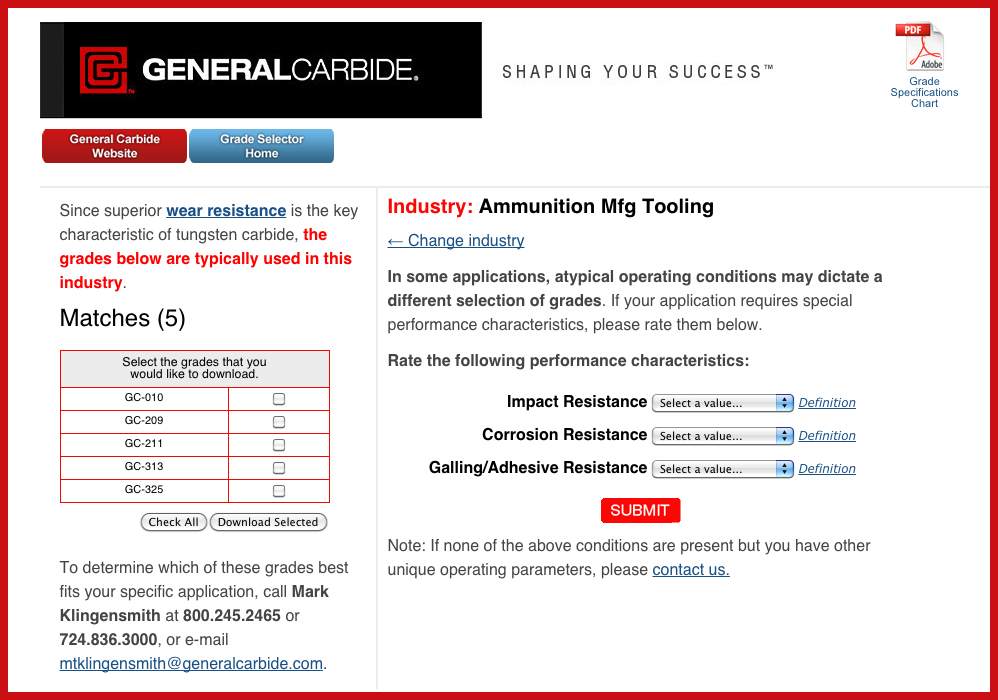 GENERALCARBIDE.
TM
SHAPING YOUR SUCCESS™
PDF
Adobe
Grade
Specifications
Chart
General Carbide
Website
Grade Selector
Home
Since superior wear resistance is the key
characteristic of tungsten carbide, the
grades below are typically used in this
industry.
Matches (5)
Select the grades that you
would like to download.
GC-010
GC-209
GC-211
GC-313
GC-325
Check All Download Selected
To determine which of these grades best
fits your specific application, call Mark
Klingensmith at 800.245.2465 or
724.836.3000, or e-mail
mtklingensmith@generalcarbide.com.
Industry: Ammunition Mfg Tooling
← Change industry
In some applications, atypical operating conditions may dictate a
different selection of grades. If your application requires special
performance characteristics, please rate them below.
Rate the following performance characteristics:
Impact Resistance Select a value... Definition
Corrosion Resistance Select a value... Definition
Galling/Adhesive Resistance Select a value... Definition
SUBMIT
Note: If none of the above conditions are present but you have other
unique operating parameters, please contact us.